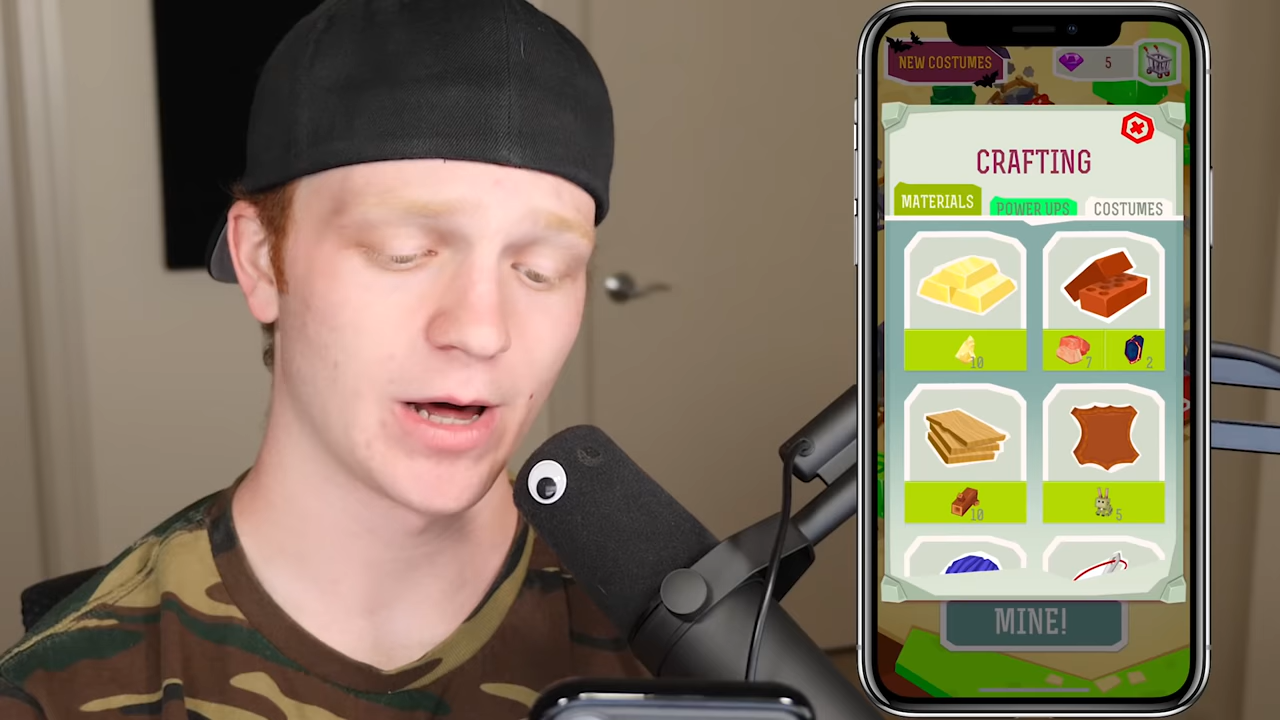 NEW COSTUMES
5
CRAFTING
MATERIALS
POWER UPS
COSTUMES
10
7
2
10
5
MINE!